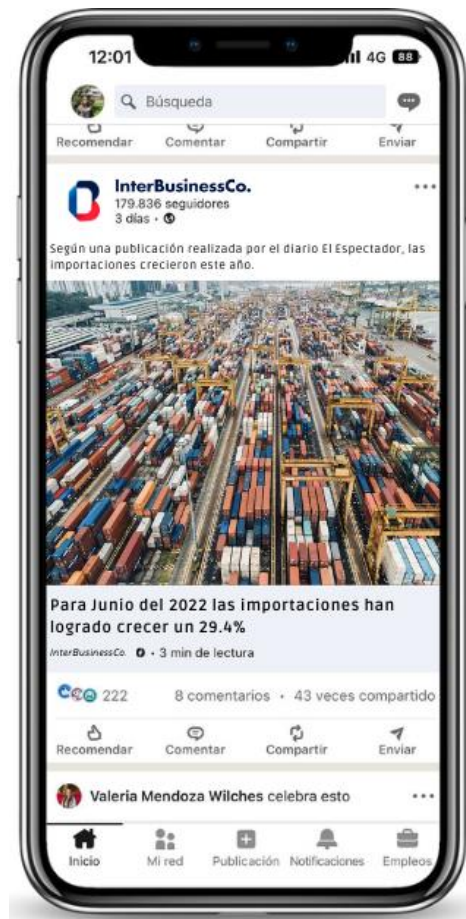 12:01
4G 88
Búsqueda
Recomendar Comentar Compartir Enviar
InterBusinessCo.
179.836 seguidores
3 días •
Según una publicación realizada por el diario El Espectador, las
importaciones crecieron este año.
Para Junio del 2022 las importaciones han
logrado crecer un 29.4%
InterBusinessCo. • 3 min de lectura
222 8 comentarios • 43 veces compartido
Recomendar Comentar Compartir Enviar
Valeria Mendoza Wilches celebra esto
Inicio Mi red Publicación Notificaciones Empleos